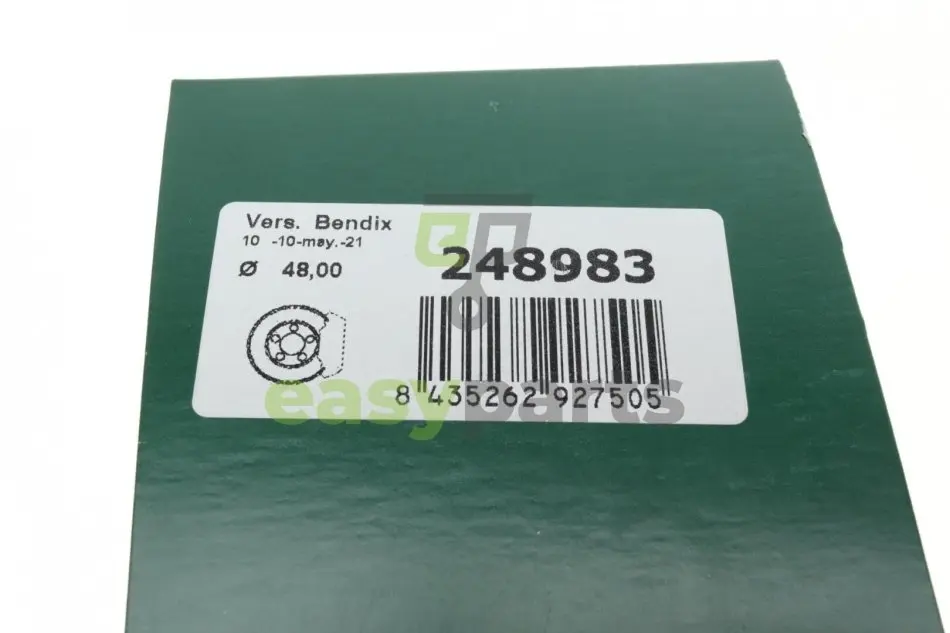 Vers. Bendix
10 -10-may.-21
Ø 48,00
248983
8 435262 927505
easyparts